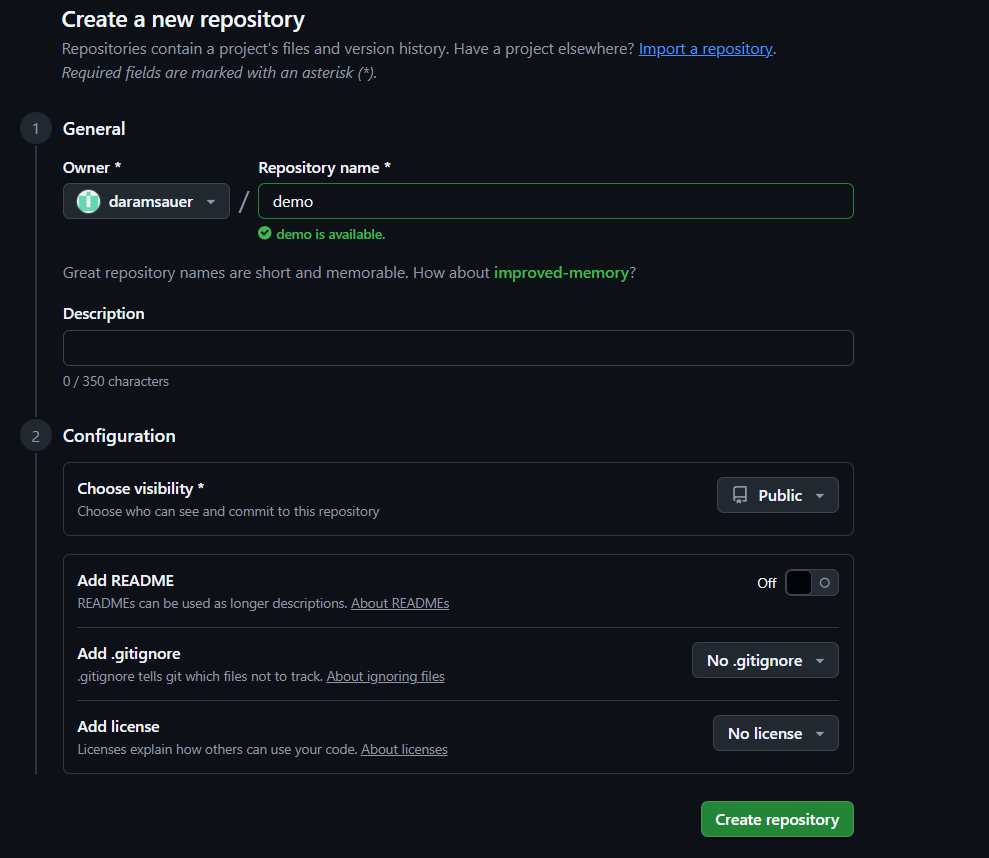 Create a new repository
Repositories contain a project's files and version history. Have a project elsewhere? Import a repository.
Required fields are marked with an asterisk (*).
1
General
Owner *
Repository name *
daramsauer
/
demo
demo is available.
Great repository names are short and memorable. How about improved-memory?
Description
0 / 350 characters
2
Configuration
Choose visibility *
Choose who can see and commit to this repository
Public
Add README
READMEs can be used as longer descriptions. About READMEs
Off
Add .gitignore
.gitignore tells git which files not to track. About ignoring files
No .gitignore
Add license
Licenses explain how others can use your code. About licenses
No license
Create repository